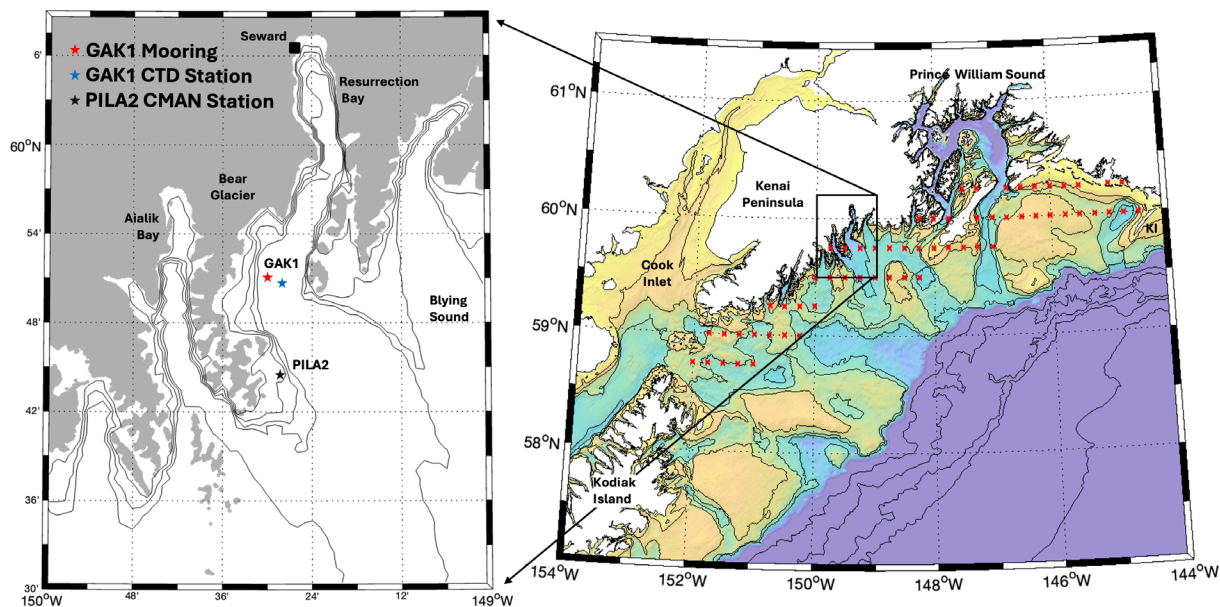 Seward
GAK1 Mooring
GAK1 CTD Station
PILA2 CMAN Station
Resurrection
Bay
Bear
Glacier
Aialik
Bay
GAK1
Blying
Sound
PILA2
6'
60°N
54'
48'
42'
36'
30'
150°W
48'
36'
24'
12'
149°W
Prince William Sound
Kenai
Peninsula
Cook
Inlet
KI
Kodiak
Island
61°N
60°N
59°N
58°N
154°W
152°W
150°W
148°W
146°W
144°W